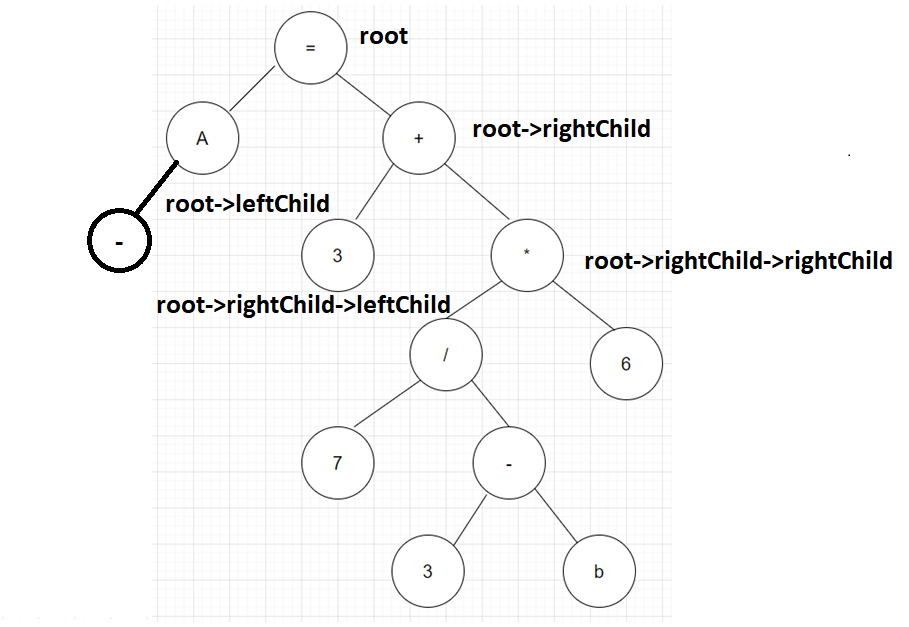 = root
A + root->rightChild
root->leftChild
-
3 * root->rightChild->rightChild
root->rightChild->leftChild
/ 6
7 -
3 b